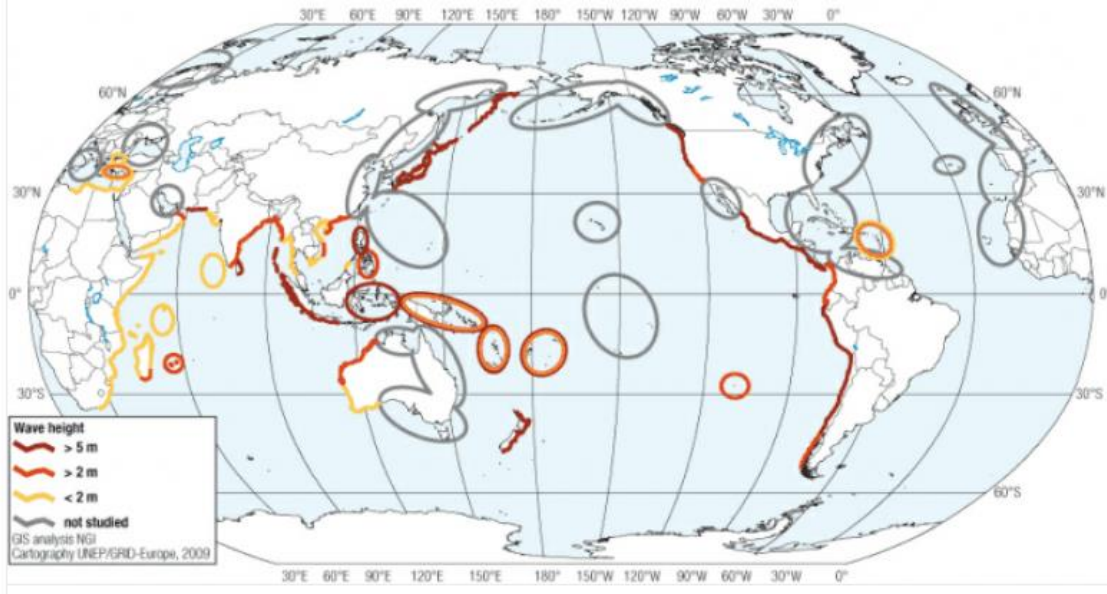 30°E 60°E 90°E 120°E 150°E 180° 150°W 120°W 90°W 60°W 30°W 0°
60°N 60°N
30°N 30°N
0° 0
30°S 30°S
Wave height
> 5 m
> 2 m
< 2 m
not studied
GIS analysis NGI
Cartography UNEP/GRID-Europe, 2009
60°S
30°E 60°E 90°E 120°E 150°E 180° 150°W 120°W 90°W 60°W 30°W 0°